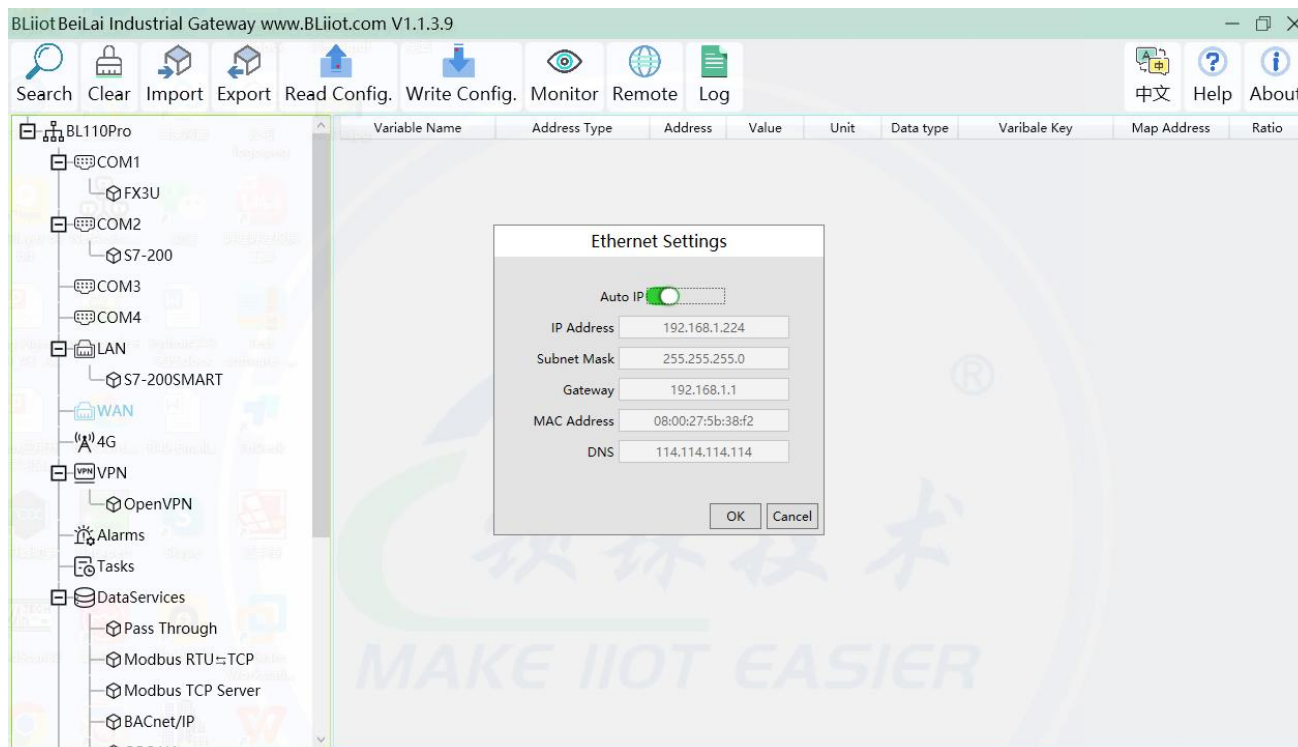 BLiiot BeiLai Industrial Gateway www.BLiiot.com V1.1.3.9
Search Clear Import Export Read Config. Write Config. Monitor Remote Log 中文 Help About
BL110Pro
Variable Name Address Type Address Value Unit Data type Varibale Key Map Address Ratio
COM1
FX3U
COM2
S7-200
COM3
COM4
LAN
S7-200SMART
WAN
4G
VPN VPN
OpenVPN
Alarms
Tasks
DataServices
Pass Through
Modbus RTU⇆TCP
Modbus TCP Server
BACnet/IP
Ethernet Settings
Auto IP
IP Address 192.168.1.224
Subnet Mask 255.255.255.0
Gateway 192.168.1.1
MAC Address 08:00:27:5b:38:f2
DNS 114.114.114.114
OK Cancel
®
技术
MAKE IIOT EASIER